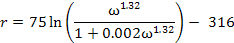 r = 75 ln ( ω^1.32 / (1 + 0.002ω^1.32) ) − 316